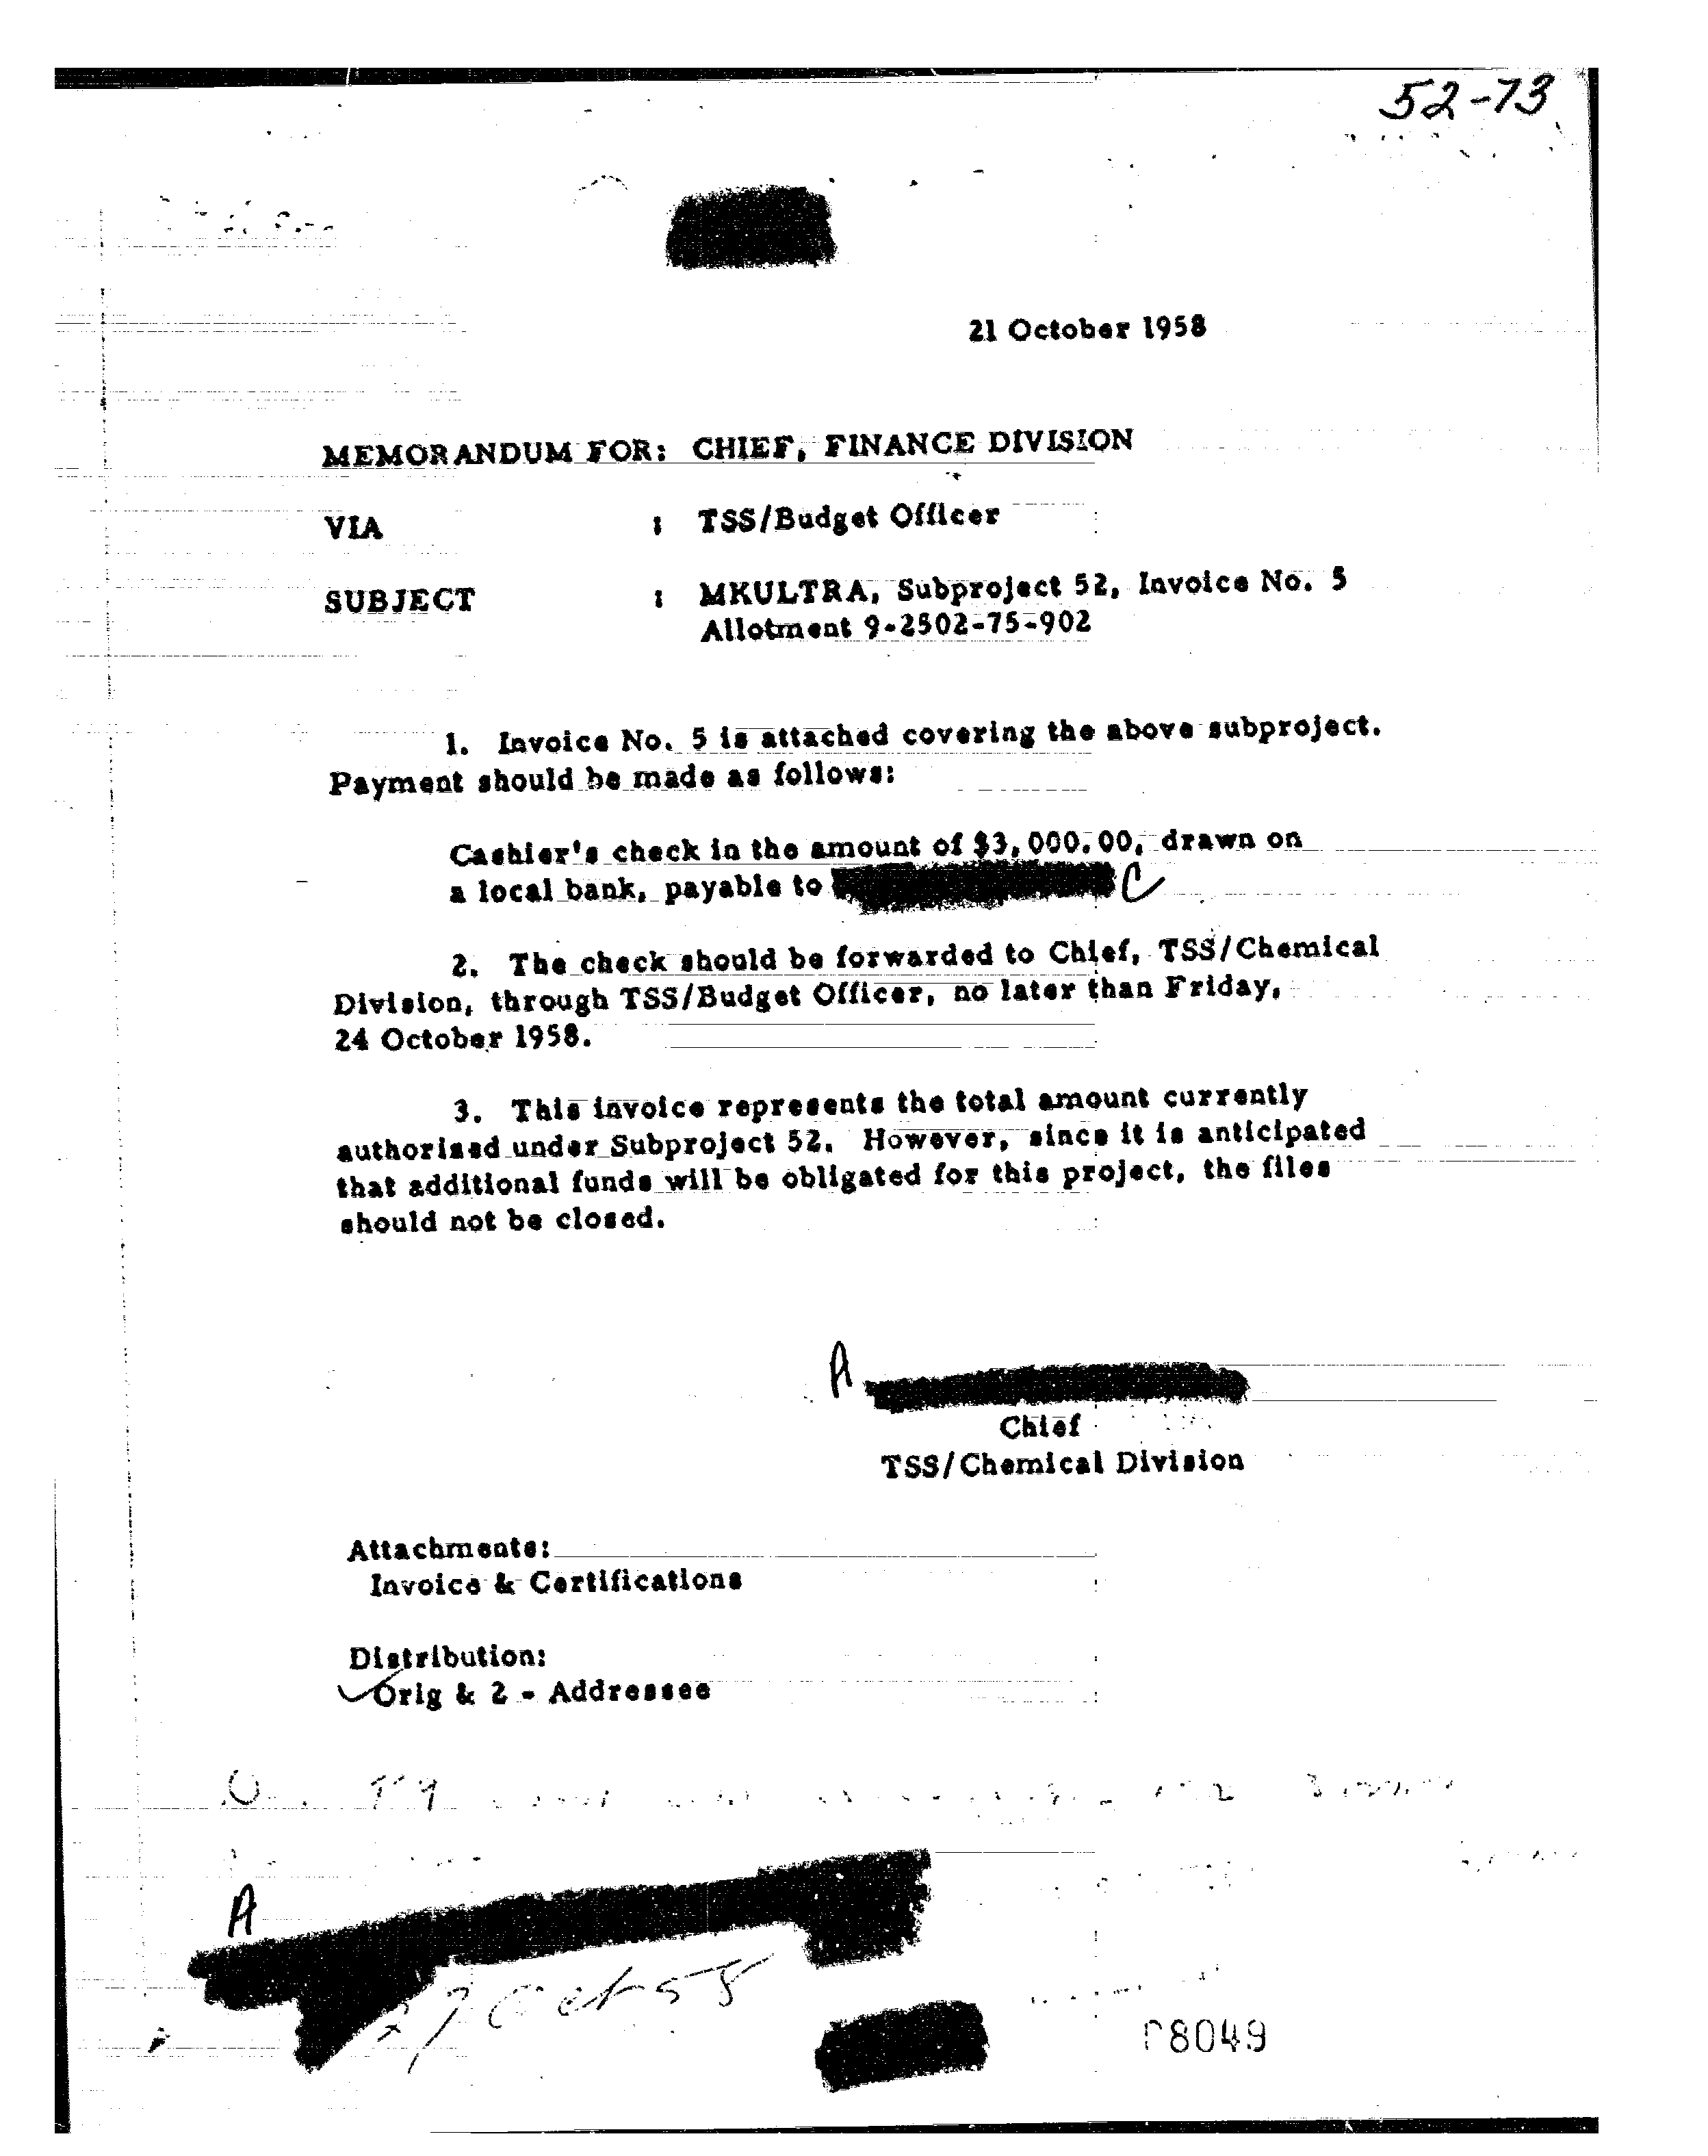 52-73
21 October 1958
MEMORANDUM FOR: CHIEF, FINANCE DIVISION
VIA : TSS/Budget Officer
SUBJECT : MKULTRA, Subproject 52, Invoice No. 5
Allotment 9-2502-75-902
1. Invoice No. 5 is attached covering the above subproject.
Payment should be made as follows:
Cashier's check in the amount of $3,000.00, drawn on
a local bank, payable to C
2. The check should be forwarded to Chief, TSS/Chemical
Division, through TSS/Budget Officer, no later than Friday,
24 October 1958.
3. This invoice represents the total amount currently
authorized under Subproject 52. However, since it is anticipated
that additional funds will be obligated for this project, the files
should not be closed.
A
Chief
TSS/Chemical Division
Attachments:
Invoice & Certifications
Distribution:
Orig & 2 - Addressee
A
27 Oct 58
8049